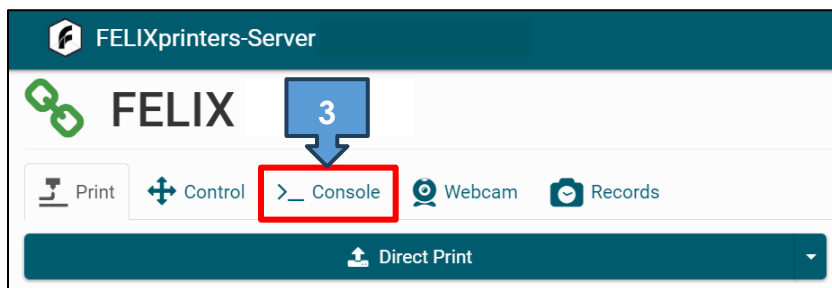 FELIXprinters-Server
FELIX
3
Print Control >_ Console Webcam Records
Direct Print